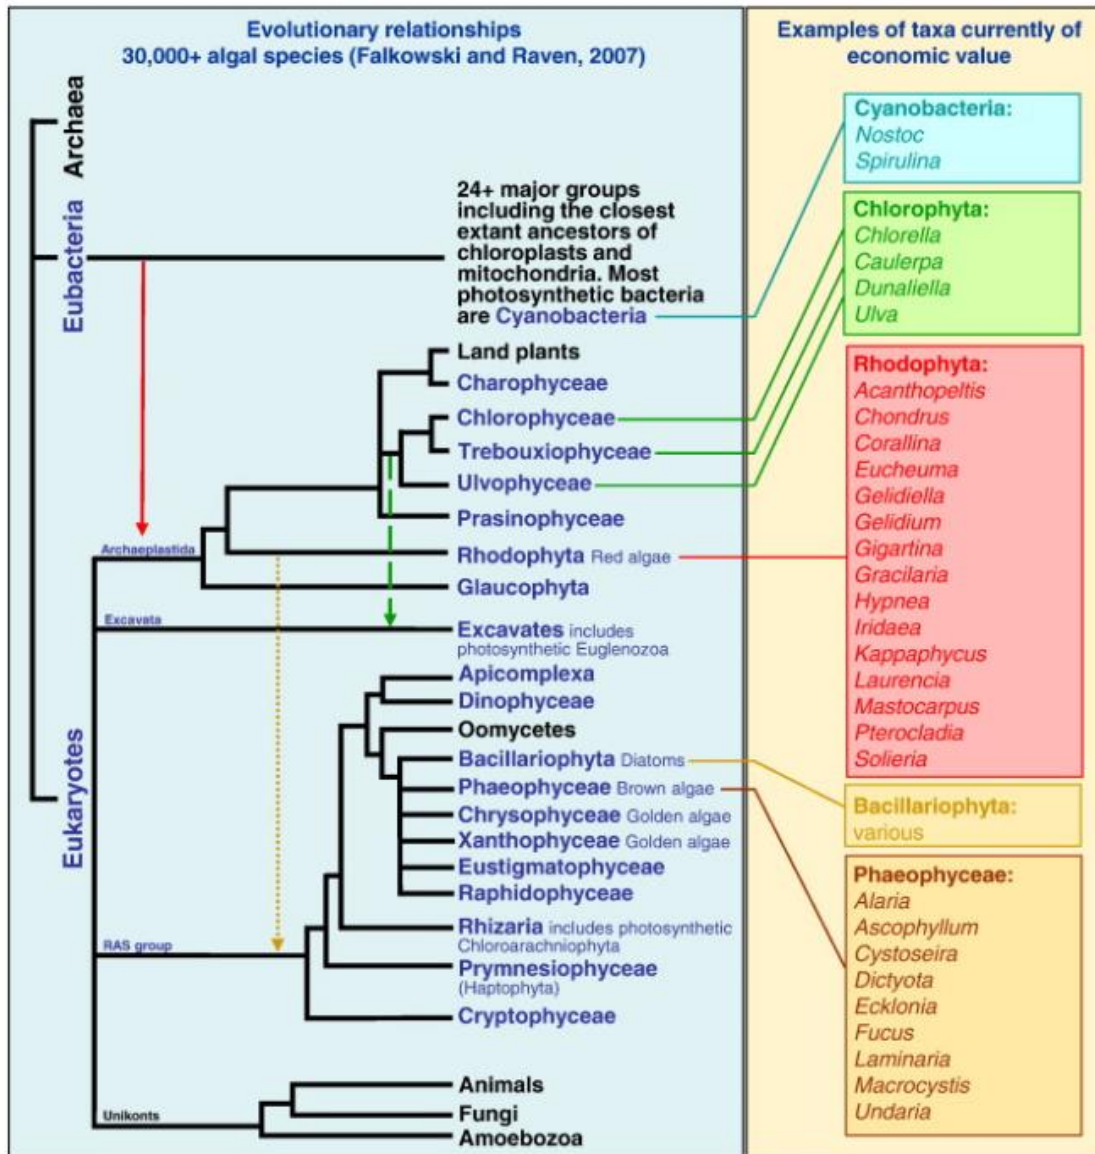 Evolutionary relationships
30,000+ algal species (Falkowski and Raven, 2007)
Archaea
Eubacteria
Eukaryotes
24+ major groups
including the closest
extant ancestors of
chloroplasts and
mitochondria. Most
photosynthetic bacteria
are Cyanobacteria
Land plants
Charophyceae
Chlorophyceae
Trebouxiophyceae
Ulvophyceae
Prasinophyceae
Archaeplastida
Rhodophyta Red algae
Glaucophyta
Excavata
Excavates includes
photosynthetic Euglenozoa
Apicomplexa
Dinophyceae
Oomycetes
Bacillariophyta Diatoms
Phaeophyceae Brown algae
Chrysophyceae Golden algae
Xanthophyceae Golden algae
Eustigmatophyceae
Raphidophyceae
Rhizaria includes photosynthetic
Chloroarachniophyta
RAS group
Prymnesiophyceae
(Haptophyta)
Cryptophyceae
Animals
Unikonts
Fungi
Amoebozoa
Examples of taxa currently of
economic value
Cyanobacteria:
Nostoc
Spirulina
Chlorophyta:
Chlorella
Caulerpa
Dunaliella
Ulva
Rhodophyta:
Acanthopeltis
Chondrus
Corallina
Eucheuma
Gelidiella
Gelidium
Gigartina
Gracilaria
Hypnea
Iridaea
Kappaphycus
Laurencia
Mastocarpus
Pterocladia
Solieria
Bacillariophyta:
various
Phaeophyceae:
Alaria
Ascophyllum
Cystoseira
Dictyota
Ecklonia
Fucus
Laminaria
Macrocystis
Undaria